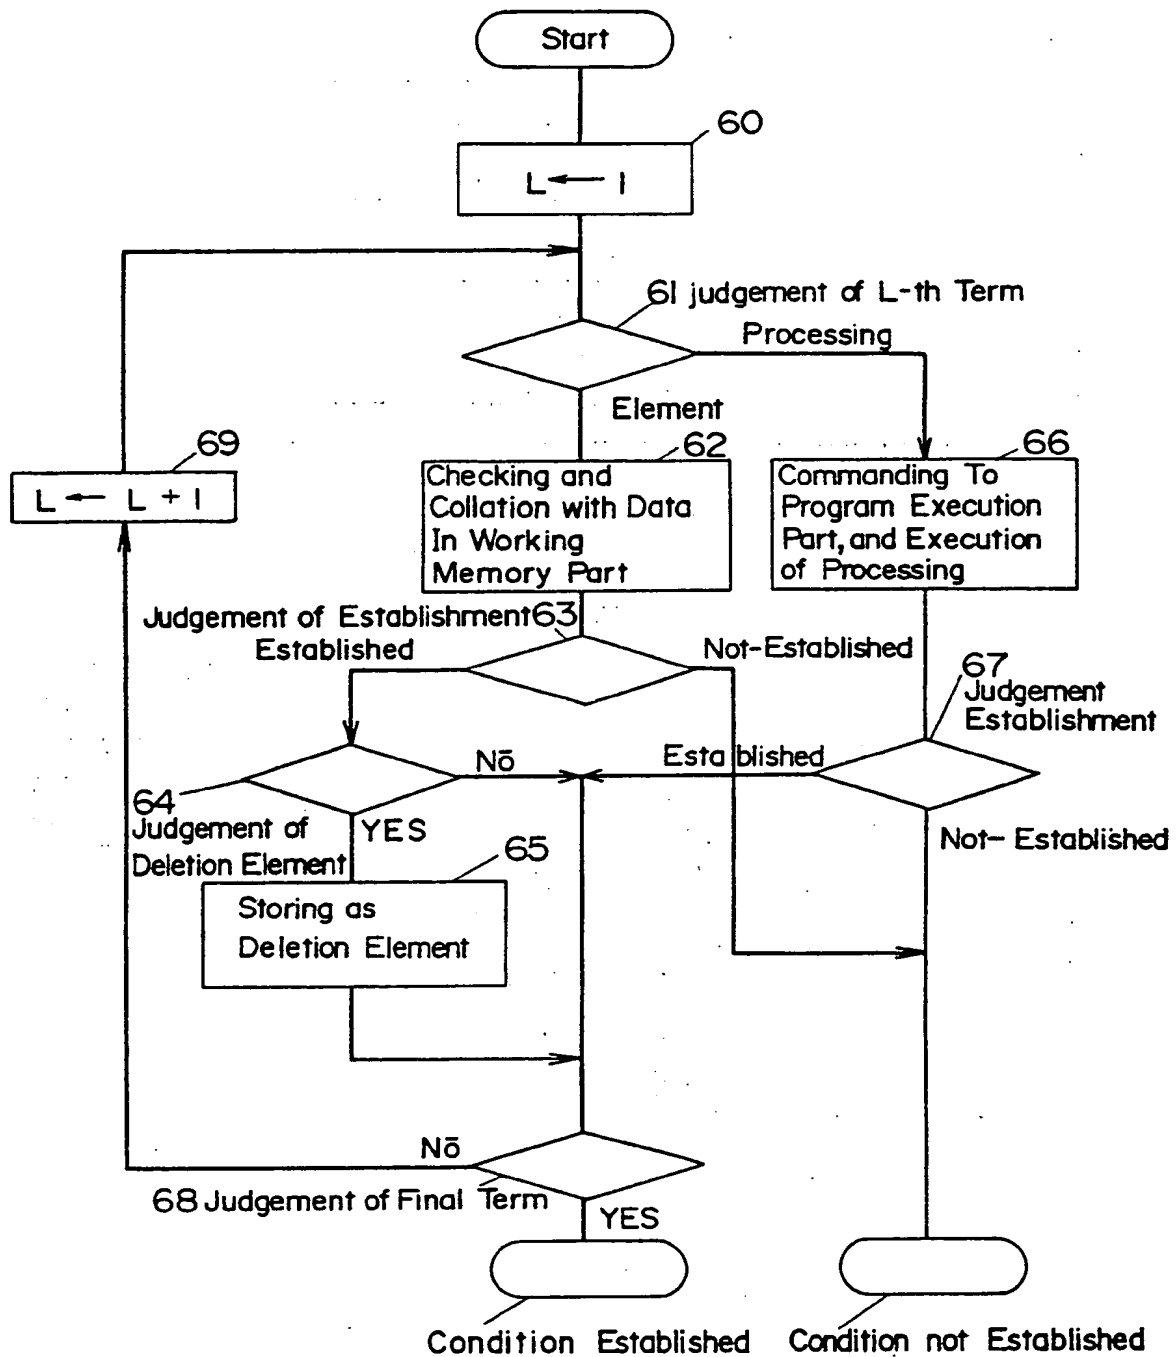 Start
60
L ← 1
61 judgement of L-th Term
Processing
Element
69
62
66
L ← L + 1
Checking and
Collation with Data
In Working
Memory Part
Commanding To
Program Execution
Part, and Execution
of Processing
Judgement of Establishment 63
Established
Not-Established
67
Judgement
Establishment
Nō
Established
64
Judgement of
Deletion Element
YES
Not-Established
65
Storing as
Deletion Element
Nō
68 Judgement of Final Term
YES
Condition Established
Condition not Established